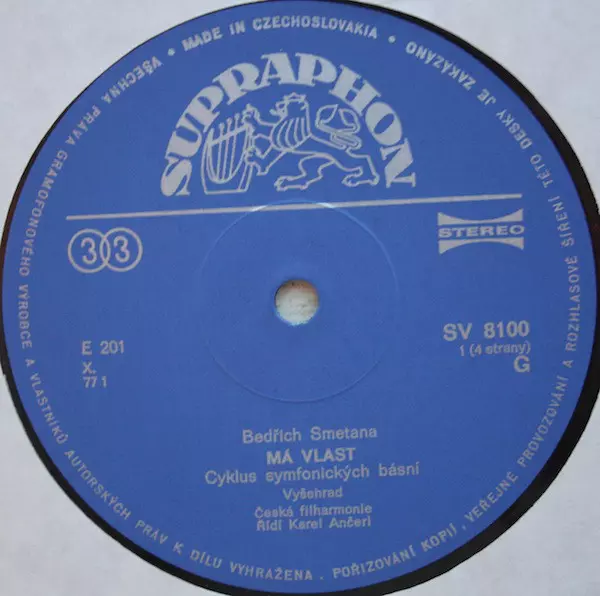 VŠECHNA PRÁVA GRAMOFONOVÉHO VÝROBCE A VLASTNÍKŮ AUTORSKÝCH PRÁV K DÍLU VYHRAŽENA . POŘIZOVÁNÍ KOPIÍ, VEŘEJNÉ PROVOZOVÁNÍ A ROZHLASOVÉ ŠÍŘENÍ TÉTO DESKY JE ZAKÁZÁNO • MADE IN CZECHOSLOVAKIA •
SUPRAPHON
33
STEREO
E 201
X.
77 1
SV 8100
1 (4 strany)
G
Bedřich Smetana
MÁ VLAST
Cyklus symfonických básní
Vyšehrad
Česká filharmonie
Řídí Karel Ančerl